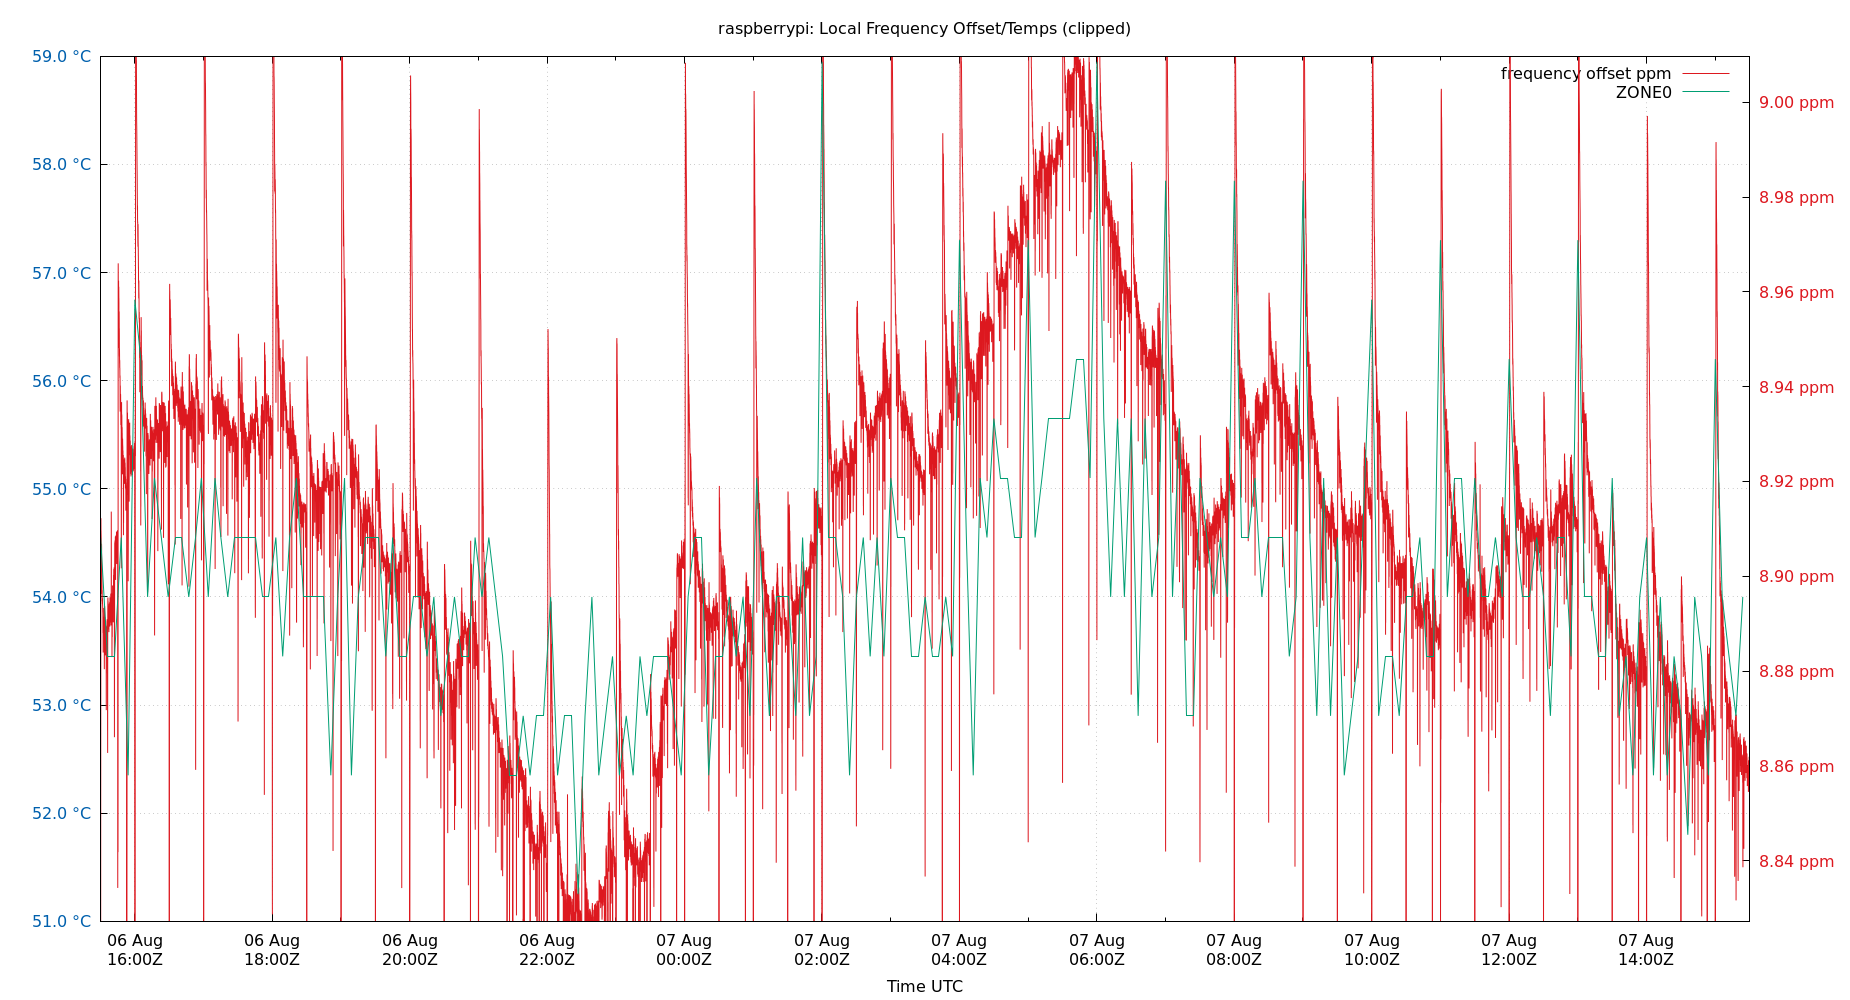 raspberrypi: Local Frequency Offset/Temps (clipped)
59.0 °C
58.0 °C
57.0 °C
56.0 °C
55.0 °C
54.0 °C
53.0 °C
52.0 °C
51.0 °C
frequency offset ppm
ZONE0
9.00 ppm
8.98 ppm
8.96 ppm
8.94 ppm
8.92 ppm
8.90 ppm
8.88 ppm
8.86 ppm
8.84 ppm
06 Aug 06 Aug 06 Aug 06 Aug 07 Aug 07 Aug 07 Aug 07 Aug 07 Aug 07 Aug 07 Aug 07 Aug
16:00Z 18:00Z 20:00Z 22:00Z 00:00Z 02:00Z 04:00Z 06:00Z 08:00Z 10:00Z 12:00Z 14:00Z
Time UTC